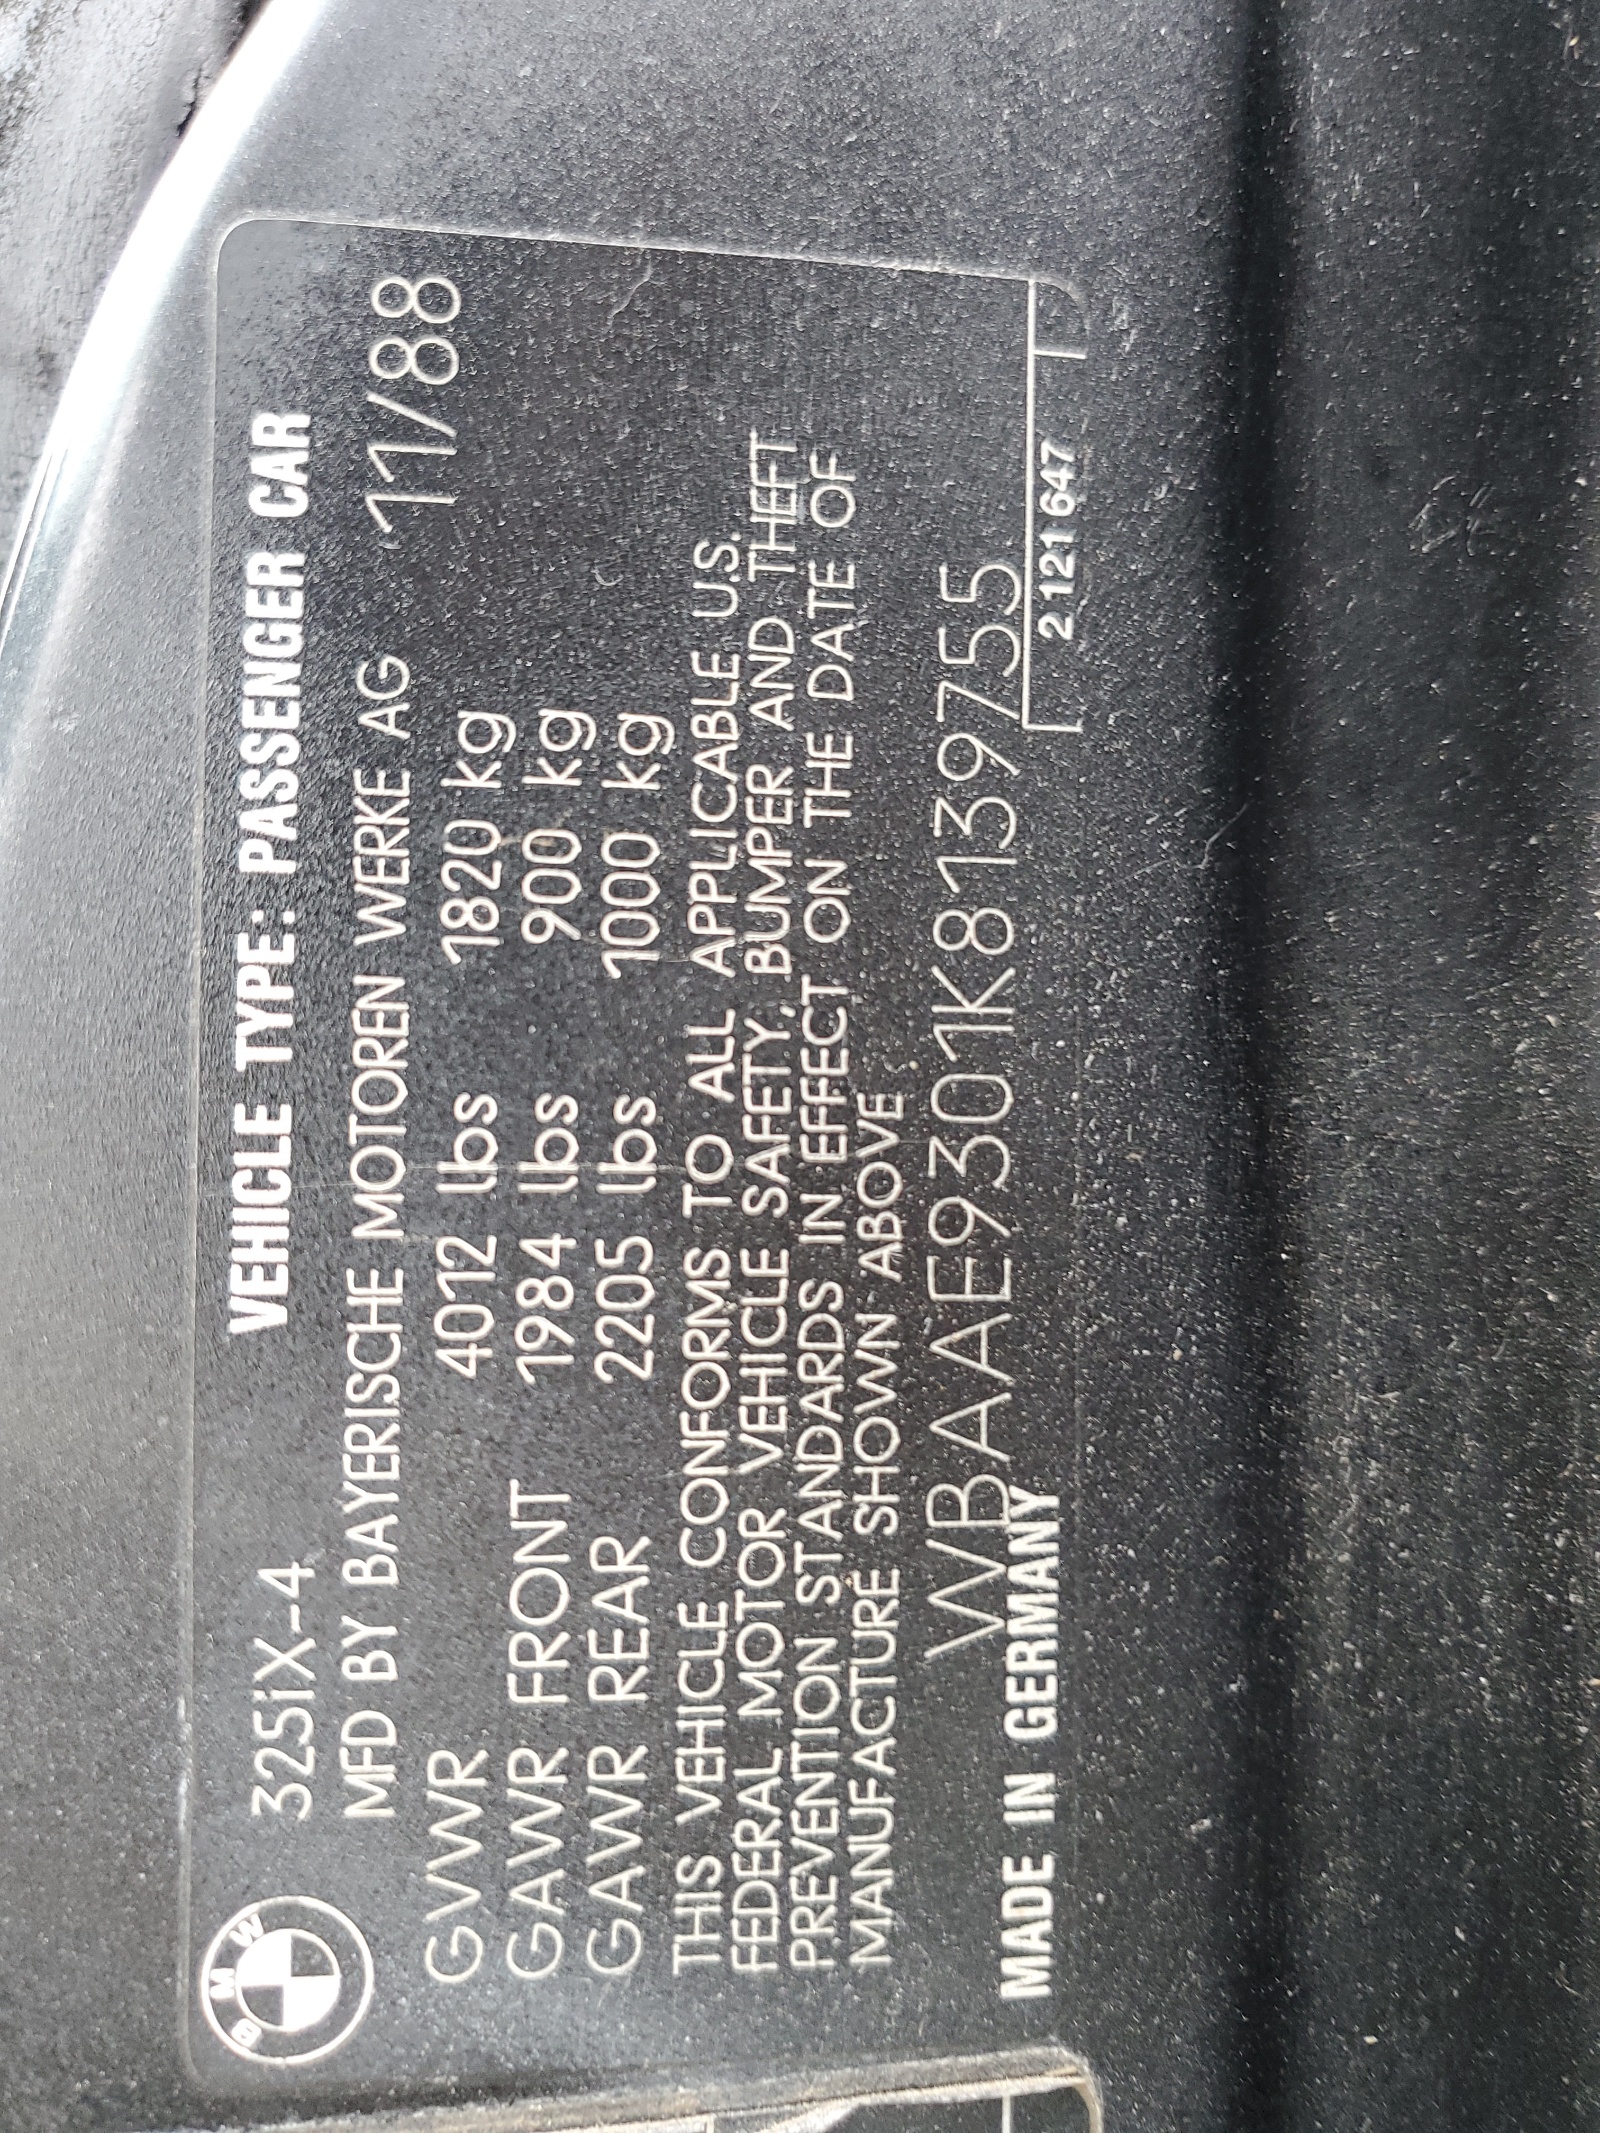 BMW 325iX-4 VEHICLE TYPE: PASSENGER CAR
MFD BY BAYERISCHE MOTOREN WERKE AG 11/88
GVWR 4012 lbs 1820 kg
GAWR FRONT 1984 lbs 900 kg
GAWR REAR 2205 lbs 1000 kg
THIS VEHICLE CONFORMS TO ALL APPLICABLE U.S.
FEDERAL MOTOR VEHICLE SAFETY, BUMPER AND THEFT
PREVENTION STANDARDS IN EFFECT ON THE DATE OF
MANUFACTURE SHOWN ABOVE
WBAAE9301K8139755
MADE IN GERMANY 2 121 647